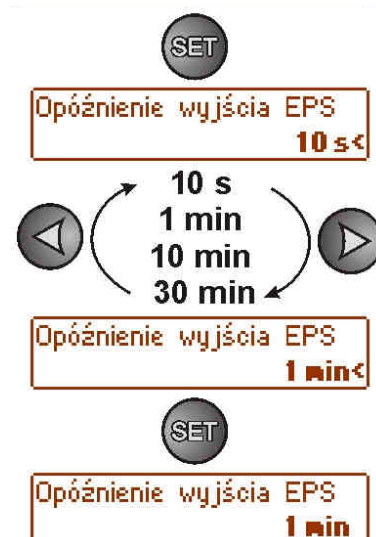 SET
Opóźnienie wyjścia EPS
10 s<
10 s
1 min
10 min
30 min
Opóźnienie wyjścia EPS
1 min<
SET
Opóźnienie wyjścia EPS
1 min